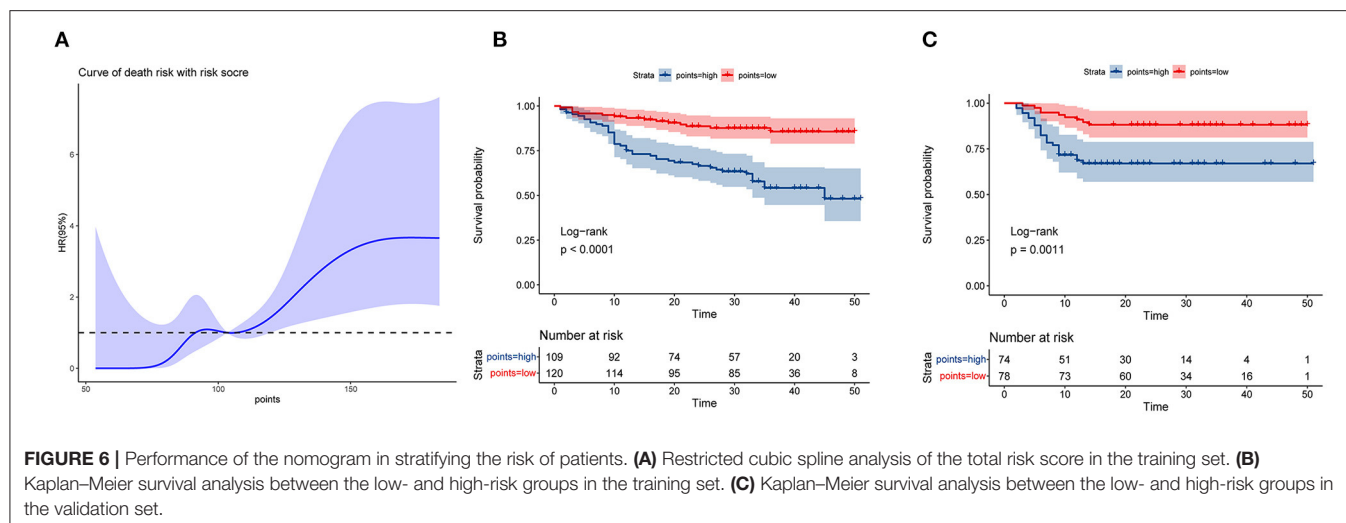 A
Curve of death risk with risk socre
HR(95%)
6
4
2
0
50
100
150
points
B
Strata points=high points=low
Survival probability
1.00
0.75
0.50
0.25
0.00
Log-rank
p < 0.0001
0 10 20 30 40 50
Time
Number at risk
Strata
points=high 109 92 74 57 20 3
points=low 120 114 95 85 36 8
0 10 20 30 40 50
Time
C
Strata points=high points=low
Survival probability
1.00
0.75
0.50
0.25
0.00
Log-rank
p = 0.0011
0 10 20 30 40 50
Time
Number at risk
Strata
points=high 74 51 30 14 4 1
points=low 78 73 60 34 16 1
0 10 20 30 40 50
Time
FIGURE 6 | Performance of the nomogram in stratifying the risk of patients. (A) Restricted cubic spline analysis of the total risk score in the training set. (B)
Kaplan–Meier survival analysis between the low- and high-risk groups in the training set. (C) Kaplan–Meier survival analysis between the low- and high-risk groups in
the validation set.